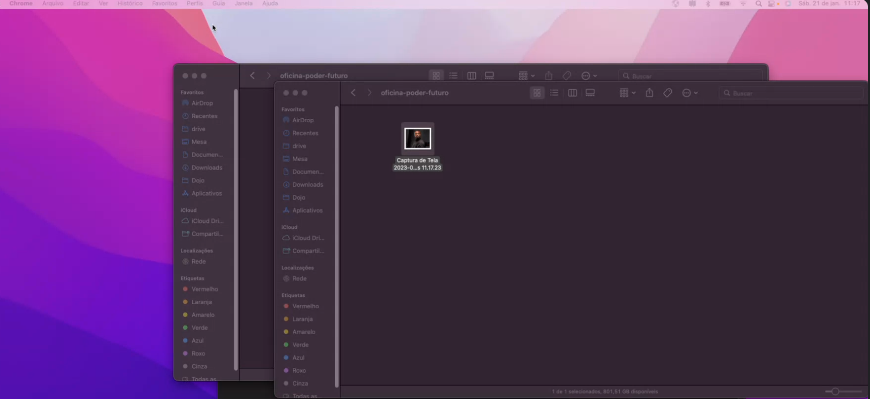 Chrome Arquivo Editar Ver Histórico Favoritos Perfis Guia Janela Ajuda Sáb. 21 de jan. 11:17
oficina-poder-futuro
Buscar
Favoritos
AirDrop
Recentes
drive
Mesa
Documen...
Downloads
Dojo
Aplicativos
iCloud
iCloud Dri...
Compartil...
Localizações
Rede
Etiquetas
Vermelho
Laranja
Amarelo
Verde
Azul
Roxo
Cinza
Todas as
oficina-poder-futuro
Buscar
Favoritos
AirDrop
Recentes
drive
Mesa
Documen...
Downloads
Dojo
Aplicativos
iCloud
iCloud Dri...
Compartil...
Localizações
Rede
Etiquetas
Vermelho
Laranja
Amarelo
Verde
Azul
Roxo
Cinza
Todas as
Captura de Tela
2023-0...s 11.17.23
1 de 1 selecionados, 801,51 GB disponíveis